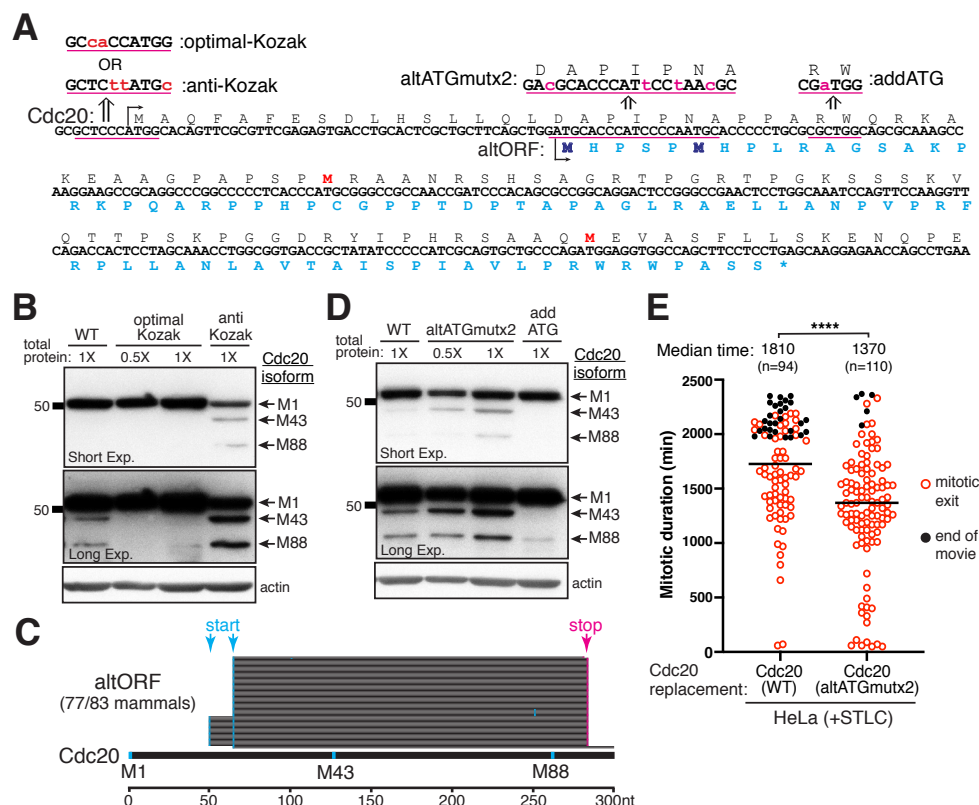 A
GCcaCCATGG :optimal-Kozak
OR
GCTCttATGc :anti-Kozak
altATGmutx2:
D A P I P N A
GAcGCACCCATtCCtAAcGC
R W
CGaTGG :addATG
Cdc20: M A Q F A F E S D L H S L L Q L D A P I P N A P P A R W Q R K A
GCGCTCCCATGGCACAGTTCGCGTTCGAGAGTGACCTGCACTCGCTGCTTCAGCTGGATGCACCCATCCCCAATGCACCCCCTGCGCGCTGGCAGCGCAAAGCC
altORF: M H P S P M H P L R A G S A K P
K E A A G P A P S P M R A A N R S H S A G R T P G R T P G K S S S K V
AAGGAAGCCGCAGGCCCGGCCCCCTCACCCATGCGGGCCGCCAACCGATCCCACAGCGCCGGCAGGACTCCGGGCCGAACTCCTGGCAAATCCAGTTCCAAGGTT
R K P Q A R P P H P C G P P T D P T A P A G L R A E L L A N P V P R F
Q T T P S K P G G D R Y I P H R S A A Q M E V A S F L L S K E N Q P E
CAGACCACTCCTAGCAAACCTGGCGGTGACCGCTATATCCCCCATCGCAGTGCTGCCCAGATGGAGGTGGCCAGCTTCCTCCTGAGCAAGGAGAACCAGCCTGAA
R P L L A N L A V T A I S P I A V L P R W R W P A S S *
B
WT
optimal Kozak
anti Kozak
total protein: 1X 0.5X 1X 1X
Cdc20 isoform
50
M1
M43
M88
Short Exp.
50
M1
M43
M88
Long Exp.
actin
D
WT
altATGmutx2
add ATG
total protein: 1X 0.5X 1X 1X
Cdc20 isoform
50
M1
M43
M88
Short Exp.
50
M1
M43
M88
Long Exp.
actin
C
start
stop
altORF
(77/83 mammals)
Cdc20
M1 M43 M88
0 50 100 150 200 250 300nt
E
****
Median time: 1810 1370
(n=94) (n=110)
Mitotic duration (min)
2500
2000
1500
1000
500
0
mitotic exit
end of movie
Cdc20 replacement:
Cdc20 (WT)
Cdc20 (altATGmutx2)
HeLa (+STLC)